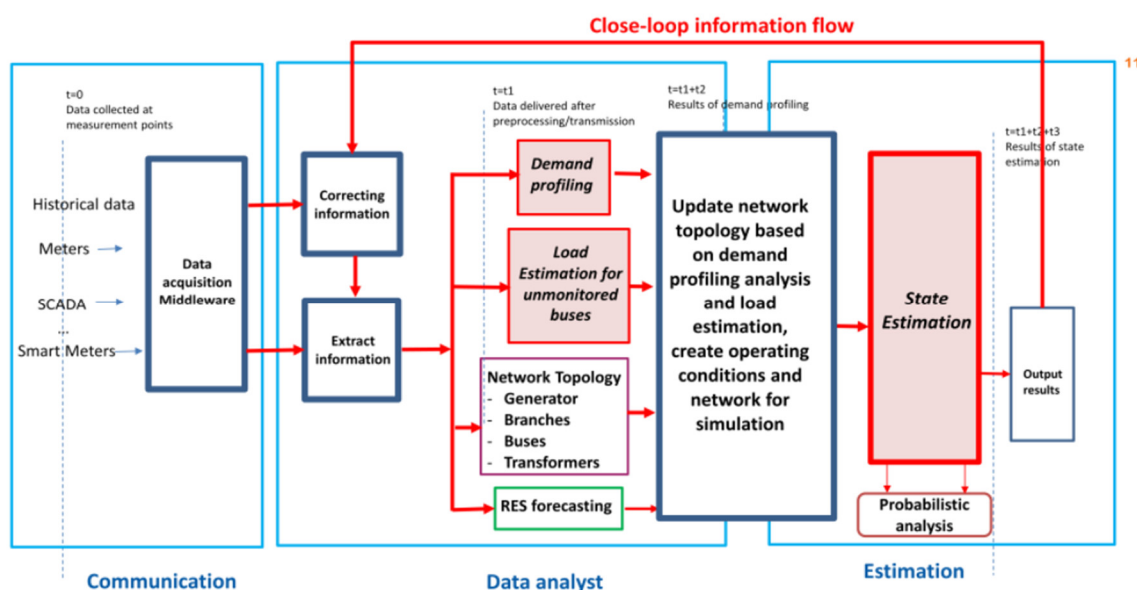 Close-loop information flow
11
t=0
Data collected at
measurement points
t=t1
Data delivered after
preprocessing/transmission
t=t1+t2
Results of demand profiling
t=t1+t2+t3
Results of state
estimation
Historical data
Meters
SCADA
...
Smart Meters
Data
acquisition
Middleware
Correcting
information
Extract
information
Demand
profiling
Load
Estimation for
unmonitored
buses
Network Topology
- Generator
- Branches
- Buses
- Transformers
RES forecasting
Update network
topology based
on demand
profiling analysis
and load
estimation,
create operating
conditions and
network for
simulation
State
Estimation
Output
results
Probabilistic
analysis
Communication
Data analyst
Estimation